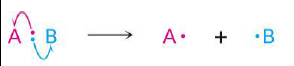 A : B ⟶ A· + ·B